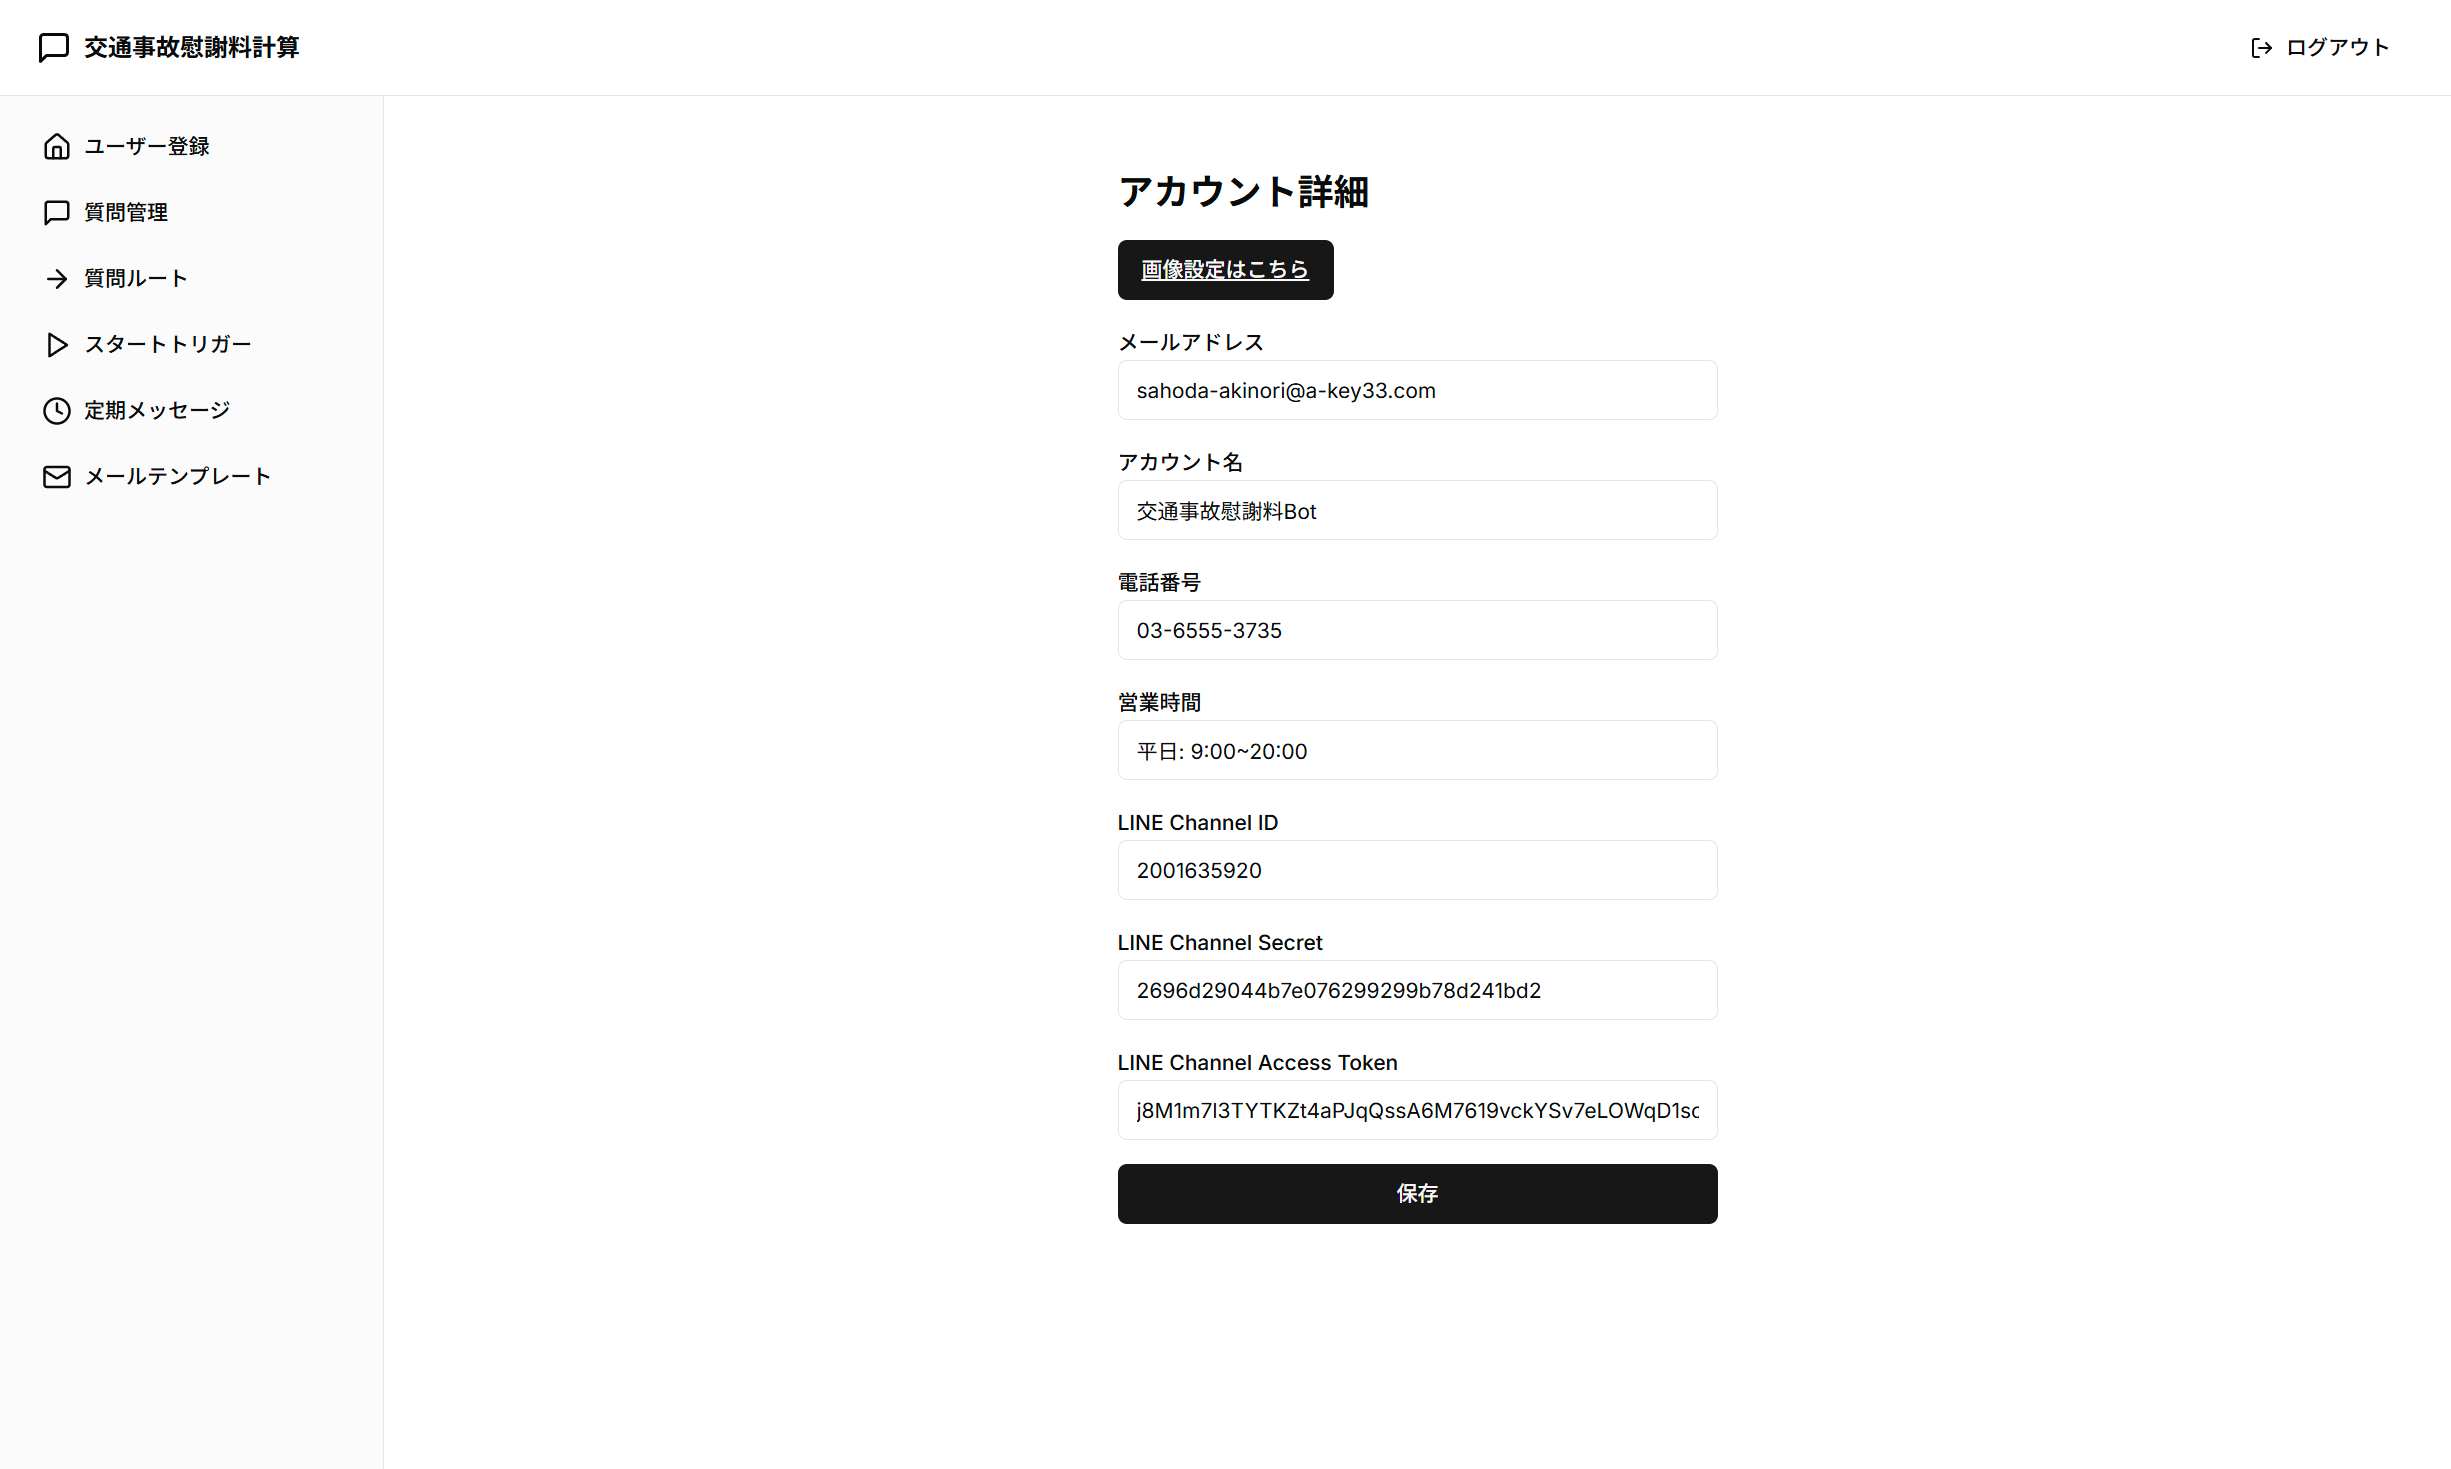 交通事故慰謝料計算
ログアウト
ユーザー登録
質問管理
質問ルート
スタートトリガー
定期メッセージ
メールテンプレート
アカウント詳細
画像設定はこちら
メールアドレス
sahoda-akinori@a-key33.com
アカウント名
交通事故慰謝料Bot
電話番号
03-6555-3735
営業時間
平日: 9:00~20:00
LINE Channel ID
2001635920
LINE Channel Secret
2696d29044b7e076299299b78d241bd2
LINE Channel Access Token
j8M1m7I3TYTKZt4aPJqQssA6M7619vckYSv7eLOWqD1sc
保存